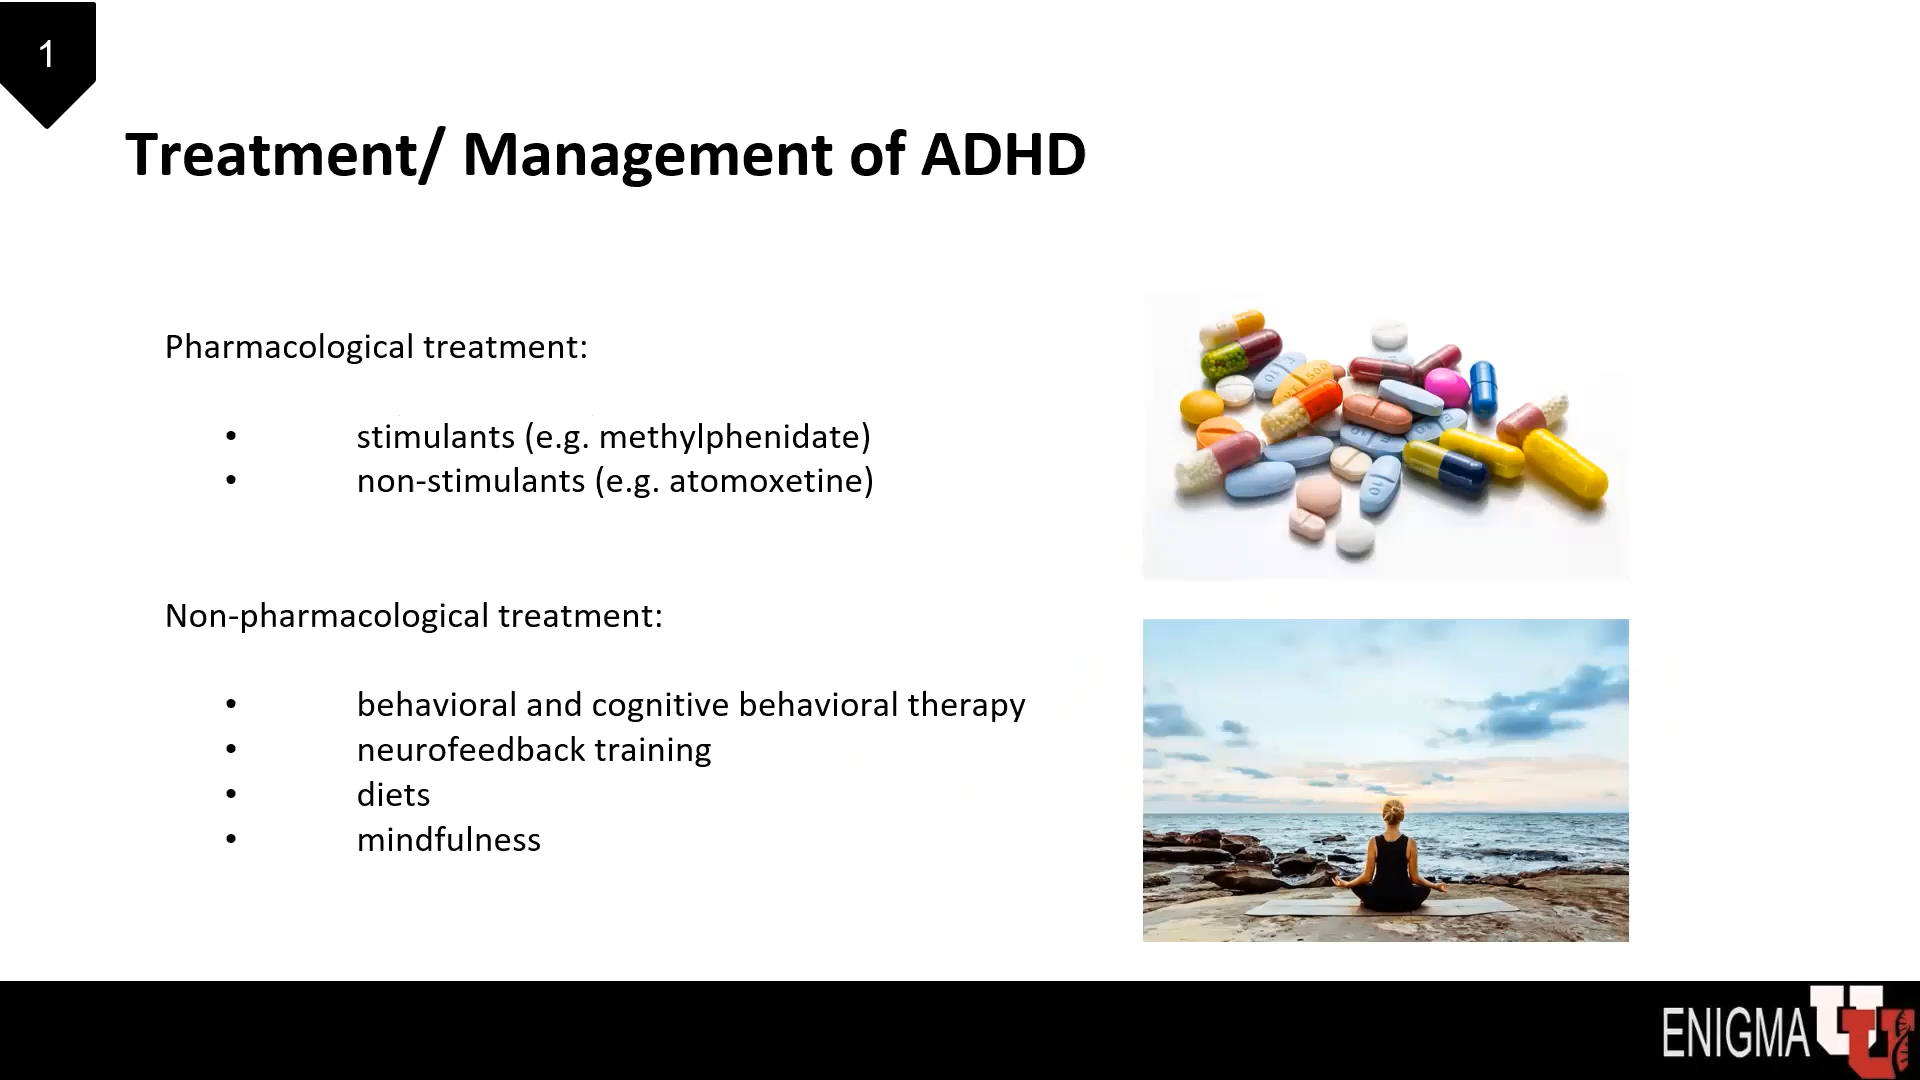 1
Treatment/ Management of ADHD
Pharmacological treatment:
• stimulants (e.g. methylphenidate)
• non-stimulants (e.g. atomoxetine)
Non-pharmacological treatment:
• behavioral and cognitive behavioral therapy
• neurofeedback training
• diets
• mindfulness
ENIGMA